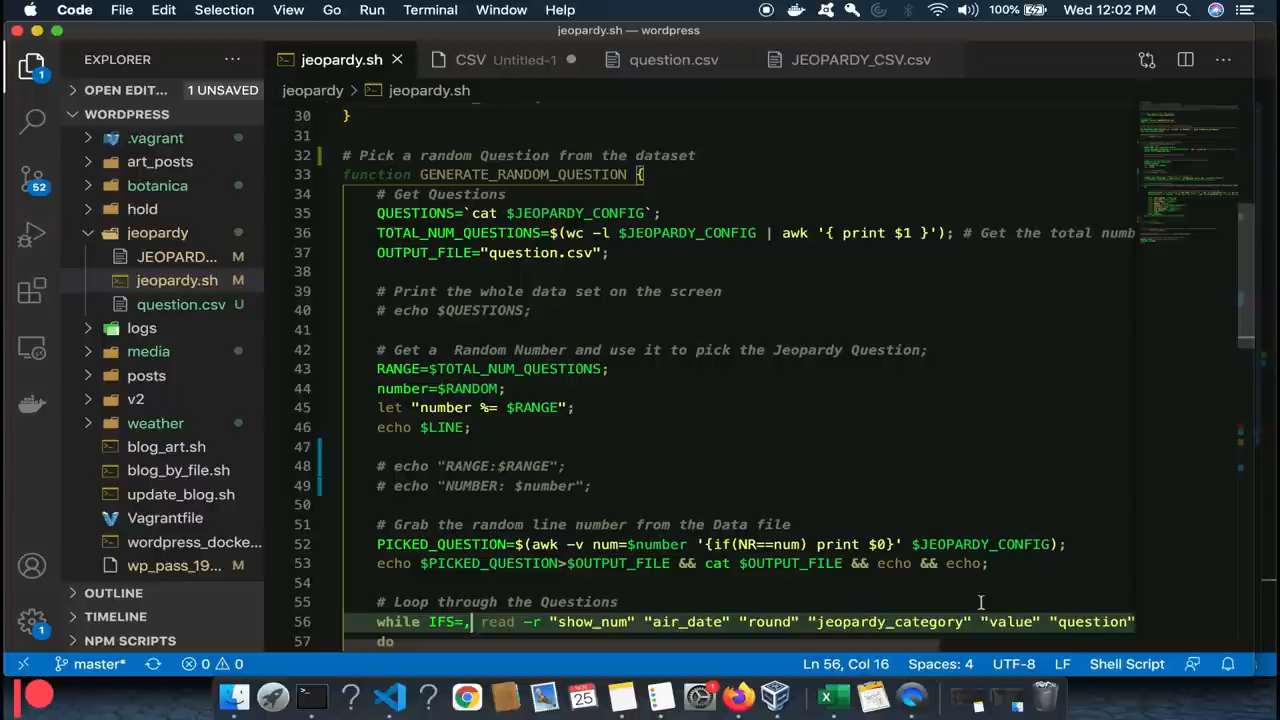 Code File Edit Selection View Go Run Terminal Window Help 100% Wed 12:02 PM
jeopardy.sh — wordpress
EXPLORER ··· jeopardy.sh × CSV Untitled-1 question.csv JEOPARDY_CSV.csv ···
> OPEN EDIT... 1 UNSAVED
jeopardy > jeopardy.sh
WORDPRESS
.vagrant
art_posts
botanica
hold
jeopardy
JEOPARD... M
jeopardy.sh M
question.csv U
logs
media
posts
v2
weather
blog_art.sh
blog_by_file.sh
update_blog.sh
Vagrantfile
wordpress_docke...
wp_pass_19... M
OUTLINE
TIMELINE
NPM SCRIPTS
1
52
1
30 }
31
32 # Pick a random Question from the dataset
33 function GENERATE_RANDOM_QUESTION {
34 # Get Questions
35 QUESTIONS=`cat $JEOPARDY_CONFIG`;
36 TOTAL_NUM_QUESTIONS=$(wc -l $JEOPARDY_CONFIG | awk '{ print $1 }'); # Get the total numb
37 OUTPUT_FILE="question.csv";
38
39 # Print the whole data set on the screen
40 # echo $QUESTIONS;
41
42 # Get a  Random Number and use it to pick the Jeopardy Question;
43 RANGE=$TOTAL_NUM_QUESTIONS;
44 number=$RANDOM;
45 let "number %= $RANGE";
46 echo $LINE;
47
48 # echo "RANGE:$RANGE";
49 # echo "NUMBER: $number";
50
51 # Grab the random line number from the Data file
52 PICKED_QUESTION=$(awk -v num=$number '{if(NR==num) print $0}' $JEOPARDY_CONFIG);
53 echo $PICKED_QUESTION>$OUTPUT_FILE && cat $OUTPUT_FILE && echo && echo;
54
55 # Loop through the Questions
56 while IFS=, read -r "show_num" "air_date" "round" "jeopardy_category" "value" "question"
57 do
master* 0 0 Ln 56, Col 16 Spaces: 4 UTF-8 LF Shell Script